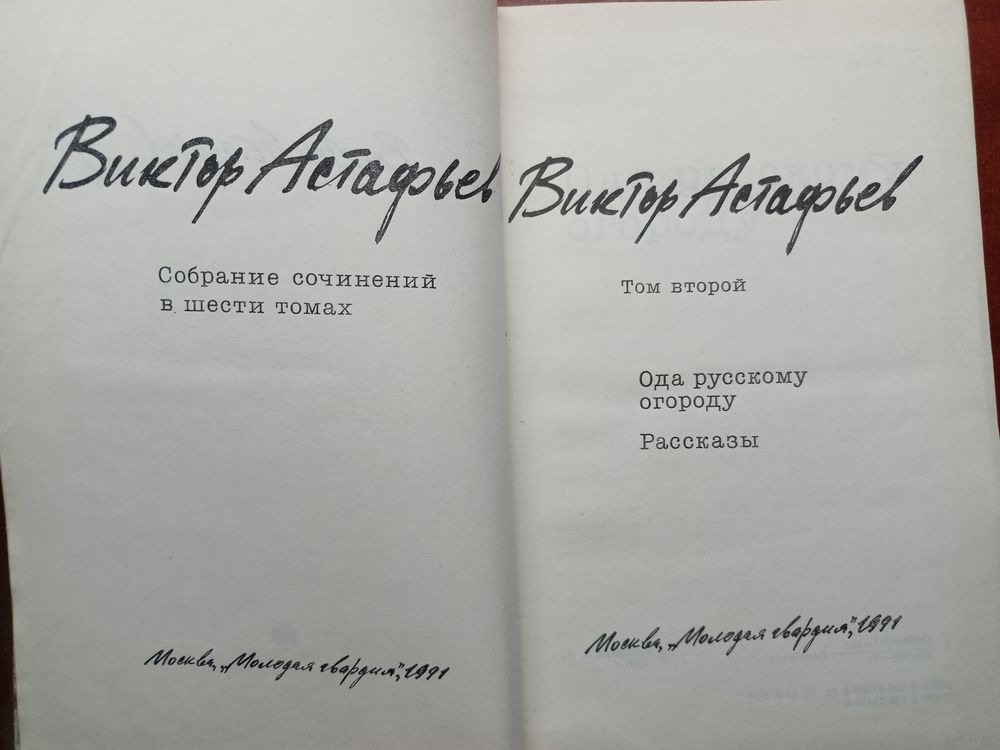 Виктор Астафьев
Собрание сочинений
в шести томах
Москва, „Молодая гвардия", 1991
Виктор Астафьев
Том второй
Ода русскому
огороду
Рассказы
Москва, „Молодая гвардия", 1991